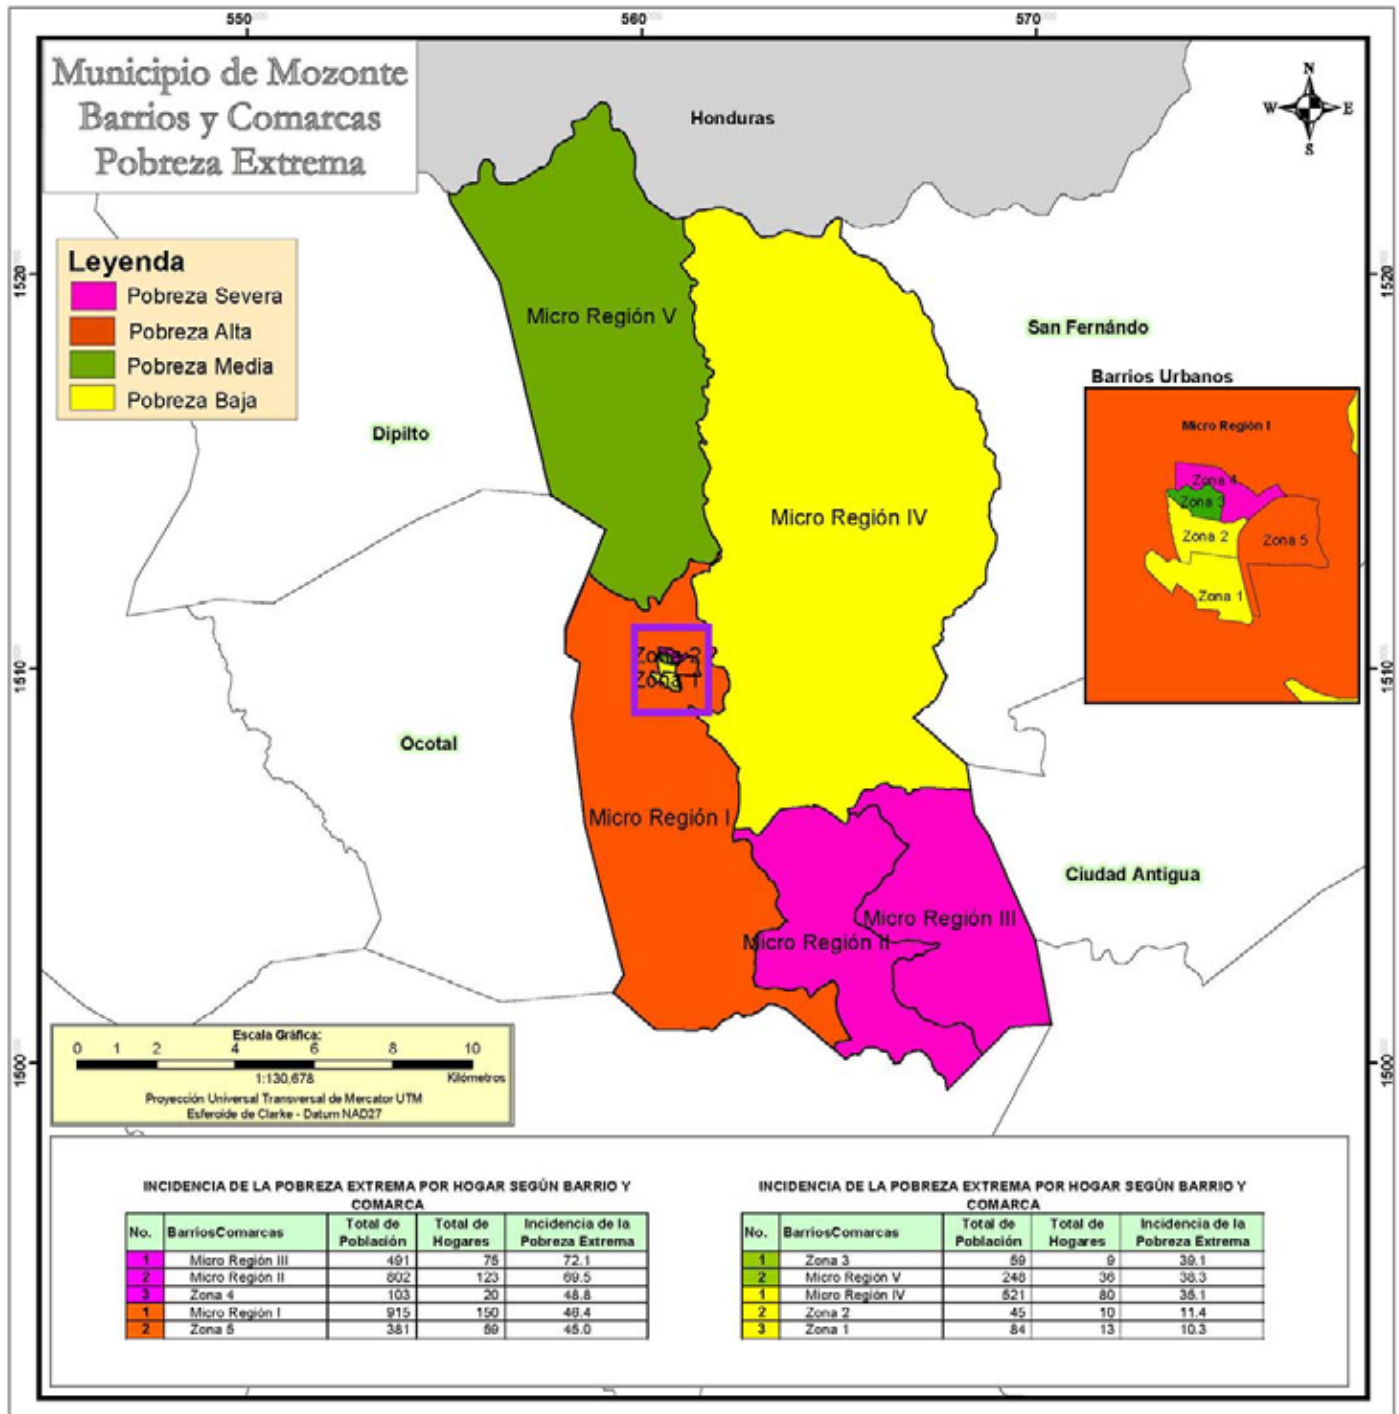 550000
560000
570000
Municipio de Mozonte
Barrios y Comarcas
Pobreza Extrema
Honduras
N
W E
S
1520
1520
Leyenda
Pobreza Severa
Pobreza Alta
Pobreza Media
Pobreza Baja
Micro Región V
San Fernándo
Barrios Urbanos
Micro Región I
Zona 4
Zona 3
Zona 2
Zona 5
Zona 1
Dipilto
Micro Región IV
Zona 2
Zona 1
1510
1510
Ocotal
Micro Región I
Ciudad Antigua
Micro Región III
Micro Región II
1500
1500
Escala Gráfica:
0 1 2 4 6 8 10
1:130,678 Kilómetros
Proyección Universal Transversal de Mercator UTM
Esferoide de Clarke - Datum NAD27
INCIDENCIA DE LA POBREZA EXTREMA POR HOGAR SEGÚN BARRIO Y
COMARCA
No. BarriosComarcas Total de Población Total de Hogares Incidencia de la Pobreza Extrema
1 Micro Región III 491 75 72.1
2 Micro Región II 802 123 69.5
3 Zona 4 103 20 48.8
1 Micro Región I 915 150 46.4
2 Zona 5 381 59 45.0
INCIDENCIA DE LA POBREZA EXTREMA POR HOGAR SEGÚN BARRIO Y
COMARCA
No. BarriosComarcas Total de Población Total de Hogares Incidencia de la Pobreza Extrema
1 Zona 3 59 9 39.1
2 Micro Región V 248 36 38.3
1 Micro Región IV 521 80 35.1
2 Zona 2 45 10 11.4
3 Zona 1 84 13 10.3